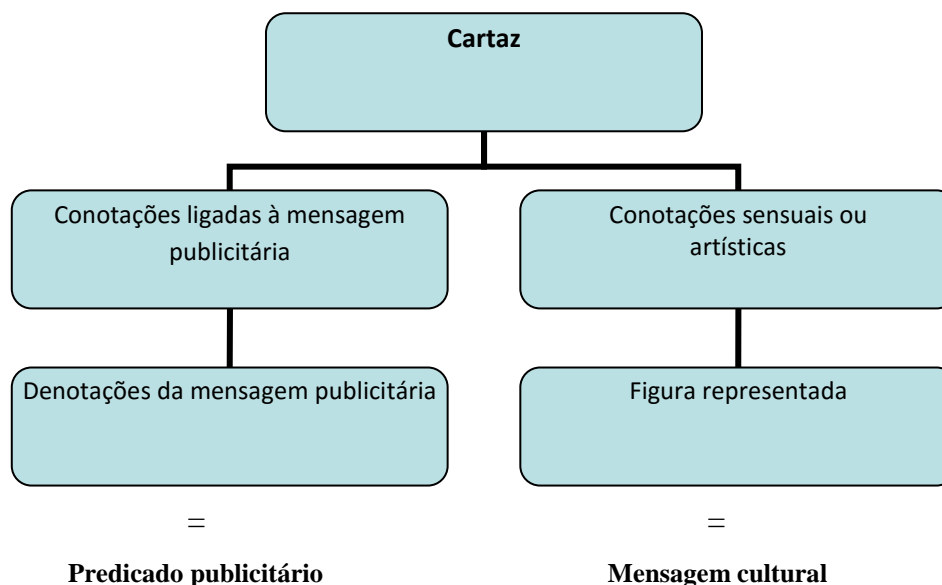 Cartaz
Conotações ligadas à mensagem
publicitária
Conotações sensuais ou
artísticas
Denotações da mensagem publicitária
Figura representada
=
=
Predicado publicitário
Mensagem cultural